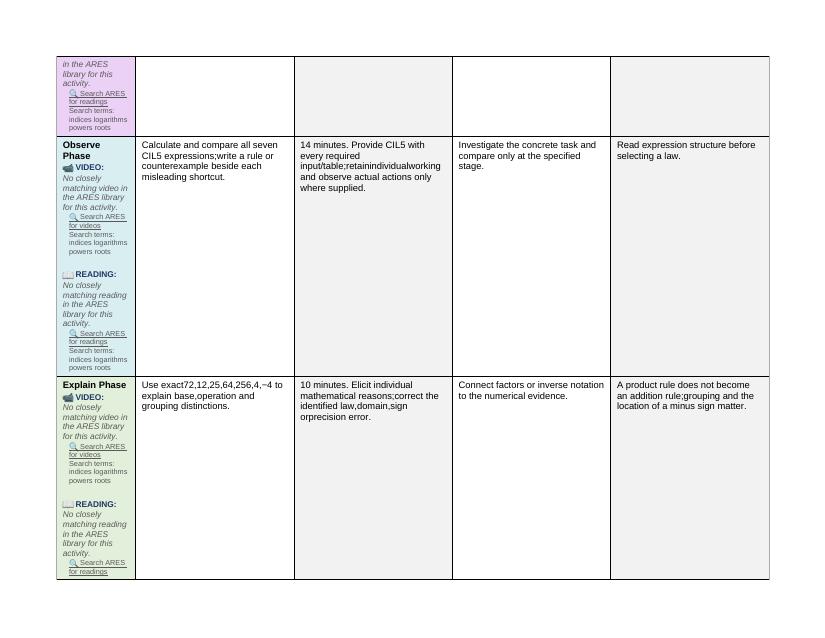 in the ARES
library for this
activity.
🔍 Search ARES
for readings
Search terms:
indices logarithms
powers roots
Observe
Phase
📹 VIDEO:
No closely
matching video in
the ARES library
for this activity.
🔍 Search ARES
for videos
Search terms:
indices logarithms
powers roots
📖 READING:
No closely
matching reading
in the ARES
library for this
activity.
🔍 Search ARES
for readings
Search terms:
indices logarithms
powers roots
Calculate and compare all seven
CIL5 expressions;write a rule or
counterexample beside each
misleading shortcut.
14 minutes. Provide CIL5 with
every required
input/table;retainindividualworking
and observe actual actions only
where supplied.
Investigate the concrete task and
compare only at the specified
stage.
Read expression structure before
selecting a law.
Explain Phase
📹 VIDEO:
No closely
matching video in
the ARES library
for this activity.
🔍 Search ARES
for videos
Search terms:
indices logarithms
powers roots
📖 READING:
No closely
matching reading
in the ARES
library for this
activity.
🔍 Search ARES
for readings
Use exact72,12,25,64,256,4,−4 to
explain base,operation and
grouping distinctions.
10 minutes. Elicit individual
mathematical reasons;correct the
identified law,domain,sign
orprecision error.
Connect factors or inverse notation
to the numerical evidence.
A product rule does not become
an addition rule;grouping and the
location of a minus sign matter.